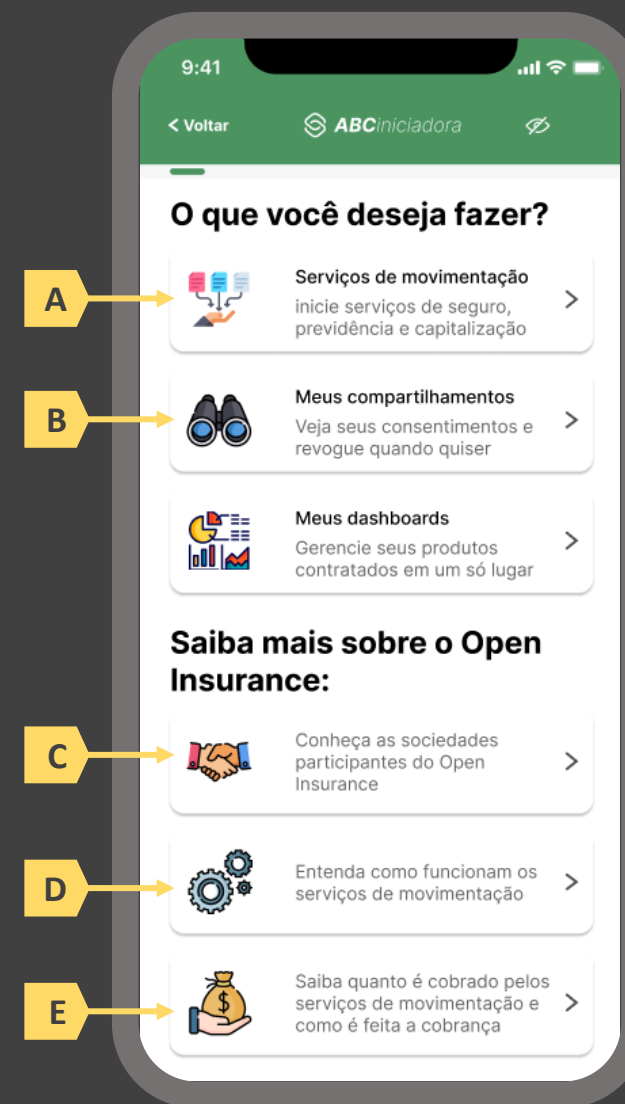 9:41
< Voltar
ABCiniciadora
O que você deseja fazer?
A
Serviços de movimentação
inicie serviços de seguro,
previdência e capitalização
B
Meus compartilhamentos
Veja seus consentimentos e
revogue quando quiser
Meus dashboards
Gerencie seus produtos
contratados em um só lugar
Saiba mais sobre o Open
Insurance:
C
Conheça as sociedades
participantes do Open
Insurance
D
Entenda como funcionam os
serviços de movimentação
E
$
Saiba quanto é cobrado pelos
serviços de movimentação e
como é feita a cobrança